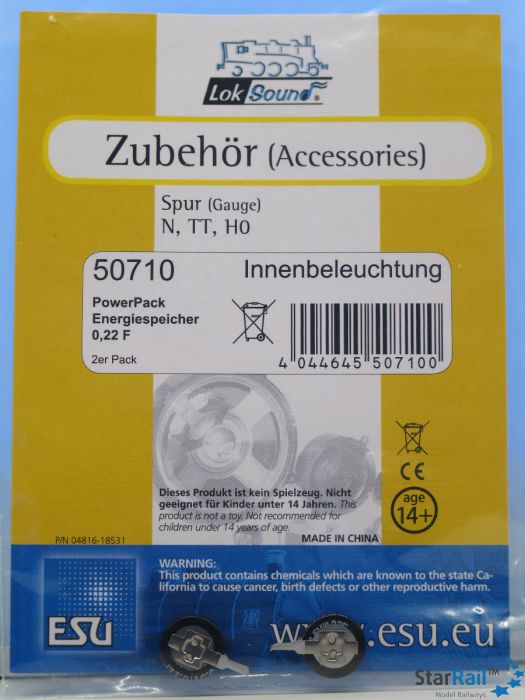 LokSound®
Zubehör (Accessories)
Spur (Gauge)
N, TT, H0
50710 Innenbeleuchtung
PowerPack
Energiespeicher
0,22 F
2er Pack
4 044645 507100
Dieses Produkt ist kein Spielzeug. Nicht
geeignet für Kinder unter 14 Jahren. This
product is not a toy. Not recommended for
children under 14 years of age.
CE
age
14+
P/N 04816-18531
MADE IN CHINA
WARNING:
This product contains chemicals which are known to the state Ca-
lifornia to cause cancer, birth defects or other reproductive harm.
ESU
www.esu.eu
StarRail™
Model Railways